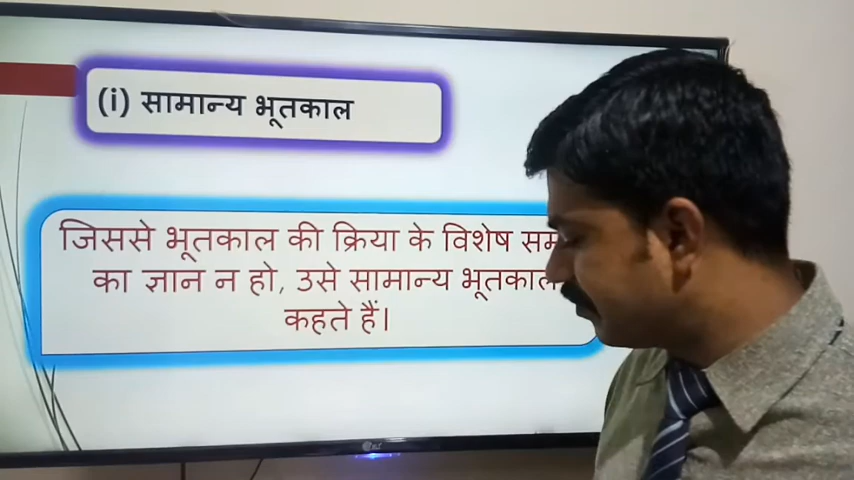 (i) सामान्य भूतकाल
जिससे भूतकाल की क्रिया के विशेष
का ज्ञान न हो, उसे सामान्य भूतकाल
कहते हैं।